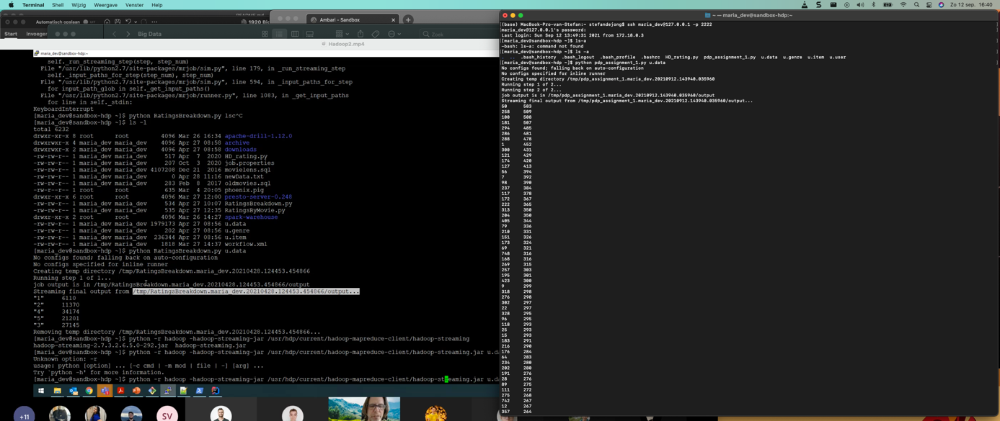 Terminal Shell Wijzig Weergave Venster Help
Zo 12 sep. 16:40
Automatisch opslaan
Ambari - Sandbox
1920 Bi
Start Invoegen
Big Data
Zoek
Hadoop2.mp4
maria_dev@sandbox-hdp:~
self._run_streaming_step(step, step_num)
File "/usr/lib/python2.7/site-packages/mrjob/sim.py", line 179, in _run_streaming_step
self._input_paths_for_step(step_num), step_num)
File "/usr/lib/python2.7/site-packages/mrjob/sim.py", line 594, in _input_paths_for_step
for input_path_glob in self._get_input_paths()
File "/usr/lib/python2.7/site-packages/mrjob/runner.py", line 1083, in _get_input_paths
for line in self._stdin:
KeyboardInterrupt
[maria_dev@sandbox-hdp ~]$ python RatingsBreakdown.py lsc^C
[maria_dev@sandbox-hdp ~]$ ls -l
total 6232
drwxr-xr-x 8 root root 4096 Mar 26 16:34 apache-drill-1.12.0
drwxrwxr-x 4 maria_dev maria_dev 4096 Apr 27 08:58 archive
drwxrwxr-x 2 maria_dev maria_dev 4096 Apr 27 08:58 downloads
-rw-rw-r-- 1 maria_dev maria_dev 517 Apr 7 2020 HD_rating.py
-rw-rw-r-- 1 maria_dev maria_dev 207 Oct 3 2020 job.properties
-rw-rw-r-- 1 maria_dev maria_dev 4107208 Dec 21 2016 movielens.sql
-rw-rw-r-- 1 maria_dev maria_dev 0 Apr 28 11:16 newData.txt
-rw-rw-r-- 1 maria_dev maria_dev 283 Feb 8 2017 oldmovies.sql
-rw-r--r-- 1 root root 635 Mar 4 20:05 phoenix.pig
drwxrwxr-x 6 root root 4096 Mar 27 12:00 presto-server-0.248
-rw-rw-r-- 1 maria_dev maria_dev 534 Apr 27 10:07 RatingsBreakdown.py
-rw-rw-r-- 1 maria_dev maria_dev 535 Apr 27 12:35 RatingsByMovie.py
drwxr-xr-x 2 root root 4096 Mar 26 14:27 spark-warehouse
-rw-rw-r-- 1 maria_dev maria_dev 1979173 Apr 27 08:56 u.data
-rw-rw-r-- 1 maria_dev maria_dev 202 Apr 27 08:56 u.genre
-rw-rw-r-- 1 maria_dev maria_dev 236344 Apr 27 08:56 u.item
-rw-rw-r-- 1 maria_dev maria_dev 1818 Mar 27 14:37 workflow.xml
[maria_dev@sandbox-hdp ~]$ python RatingsBreakdown.py u.data
No configs found; falling back on auto-configuration
No configs specified for inline runner
Creating temp directory /tmp/RatingsBreakdown.maria_dev.20210428.124453.454866
Running step 1 of 1...
job output is in /tmp/RatingsBreakdown.maria_dev.20210428.124453.454866/output
Streaming final output from /tmp/RatingsBreakdown.maria_dev.20210428.124453.454866/output...
"1" 6110
"2" 11370
"4" 34174
"5" 21201
"3" 27145
Removing temp directory /tmp/RatingsBreakdown.maria_dev.20210428.124453.454866...
[maria_dev@sandbox-hdp ~]$ python -r hadoop -hadoop-streaming-jar /usr/hdp/current/hadoop-mapreduce-client/hadoop-streaming
hadoop-streaming-2.7.3.2.6.5.0-292.jar hadoop-streaming.jar
[maria_dev@sandbox-hdp ~]$ python -r hadoop -hadoop-streaming-jar /usr/hdp/current/hadoop-mapreduce-client/hadoop-streaming.jar u.da
Unknown option: -r
usage: python [option] ... [-c cmd | -m mod | file | -] [arg] ...
Try `python -h' for more information.
[maria_dev@sandbox-hdp ~]$ python -r hadoop -hadoop-streaming-jar /usr/hdp/current/hadoop-mapreduce-client/hadoop-streaming.jar u.da
+11
SV
~ — maria_dev@sandbox-hdp:~
(base) MacBook-Pro-van-Stefan:~ stefandejong$ ssh maria_dev@127.0.0.1 -p 2222
maria_dev@127.0.0.1's password:
Last login: Sun Sep 12 13:49:31 2021 from 172.18.0.3
[maria_dev@sandbox-hdp ~]$ ls-a
-bash: ls-a: command not found
[maria_dev@sandbox-hdp ~]$ ls -a
. .. .bash_history .bash_logout .bash_profile .bashrc HD_rating.py pdp_assignment_1.py u.data u.genre u.item u.user
[maria_dev@sandbox-hdp ~]$ python pdp_assignment_1.py u.data
No configs found; falling back on auto-configuration
No configs specified for inline runner
Creating temp directory /tmp/pdp_assignment_1.maria_dev.20210912.143940.035960
Running step 1 of 2...
Running step 2 of 2...
job output is in /tmp/pdp_assignment_1.maria_dev.20210912.143940.035960/output
Streaming final output from /tmp/pdp_assignment_1.maria_dev.20210912.143940.035960/output...
50 583
258 509
100 508
181 507
294 485
286 481
288 478
1 452
300 431
121 429
174 420
127 413
56 394
7 392
98 390
237 384
117 378
172 367
222 365
313 350
204 350
405 344
79 336
210 331
151 326
173 324
69 321
748 316
168 316
269 315
257 303
195 301
423 300
9 299
318 298
276 298
302 297
22 297
328 295
96 295
118 293
25 293
15 293
183 291
216 290
176 284
64 283
234 280
202 280
191 276
28 276
89 275
111 272
275 268
742 267
12 267
357 264